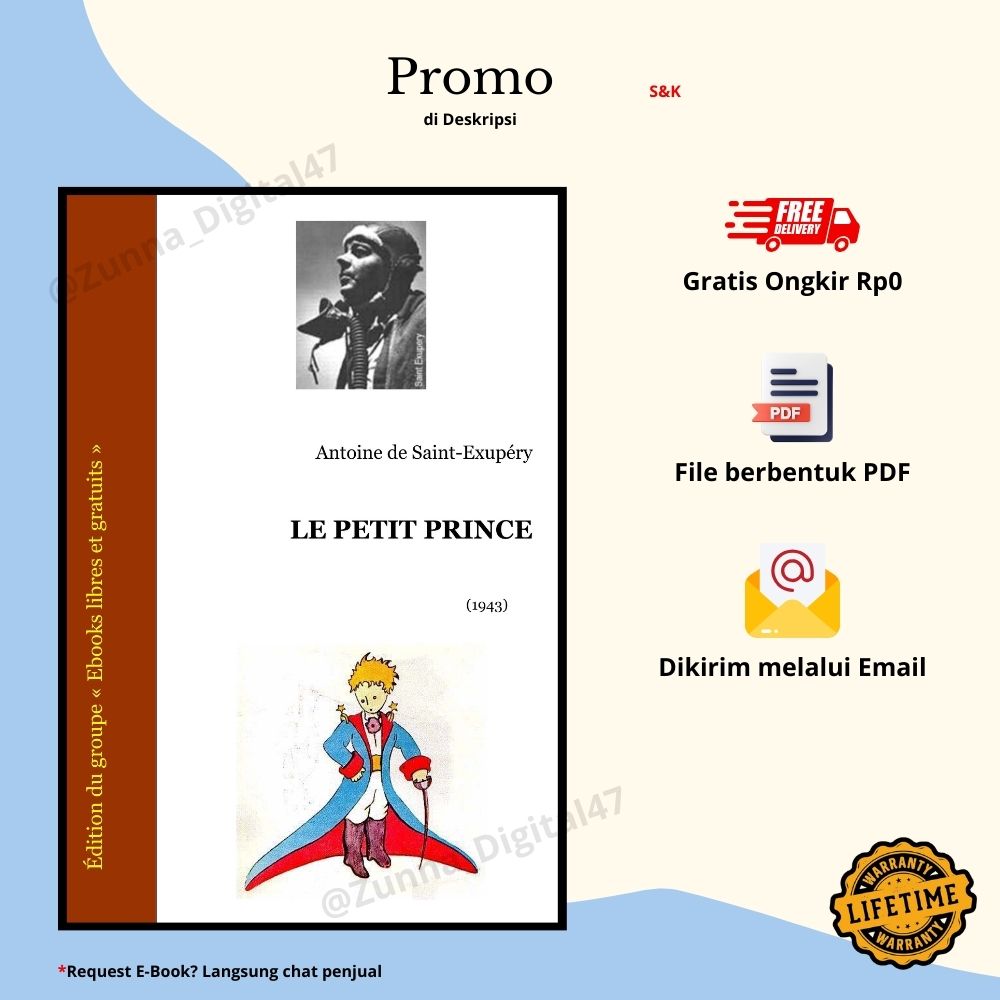 Promo
di Deskripsi
S&K
@Zunna_Digital47
Saint Exupery
Antoine de Saint-Exupéry
LE PETIT PRINCE
(1943)
Édition du groupe « Ebooks libres et gratuits »
@Zunna_Digital47
FREE
DELIVERY
Gratis Ongkir Rp0
PDF
File berbentuk PDF
@
Dikirim melalui Email
WARRANTY
LIFETIME
WARRANTY
*Request E-Book? Langsung chat penjual